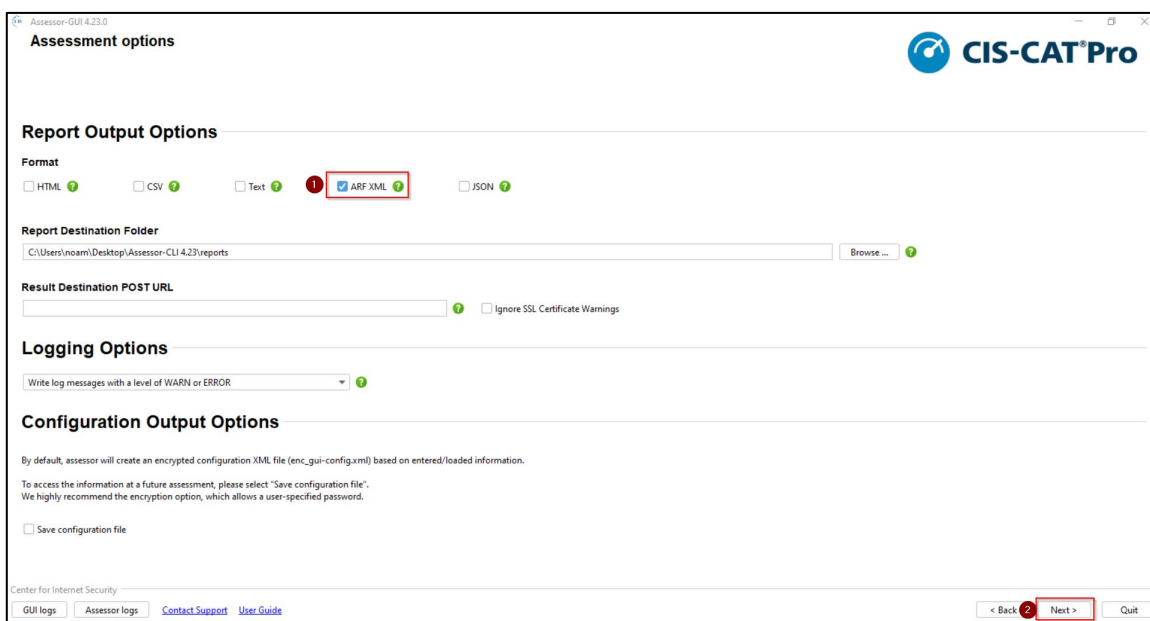 Assessor-GUI 4.23.0
Assessment options
CIS-CAT®Pro
Report Output Options
Format
HTML ? CSV ? Text ? 1 ARF XML ? JSON ?
Report Destination Folder
C:\Users\noam\Desktop\Assessor-CLI 4.23\reports Browse ... ?
Result Destination POST URL
? Ignore SSL Certificate Warnings
Logging Options
Write log messages with a level of WARN or ERROR ?
Configuration Output Options
By default, assessor will create an encrypted configuration XML file (enc_gui-config.xml) based on entered/loaded information.
To access the information at a future assessment, please select "Save configuration file".
We highly recommend the encryption option, which allows a user-specified password.
Save configuration file
Center for Internet Security
GUI logs Assessor logs Contact Support User Guide < Back 2 Next > Quit